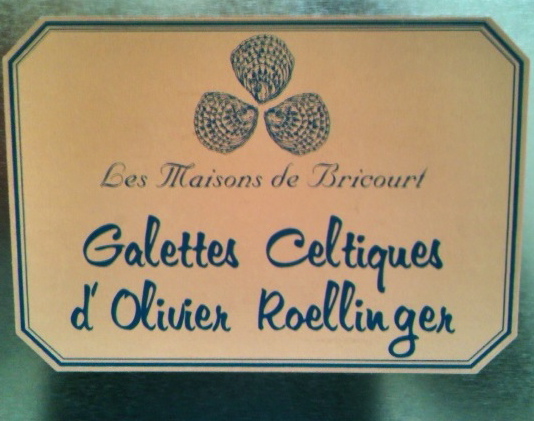 Les Maisons de Bricourt
Galettes Celtiques
d'Olivier Roellinger